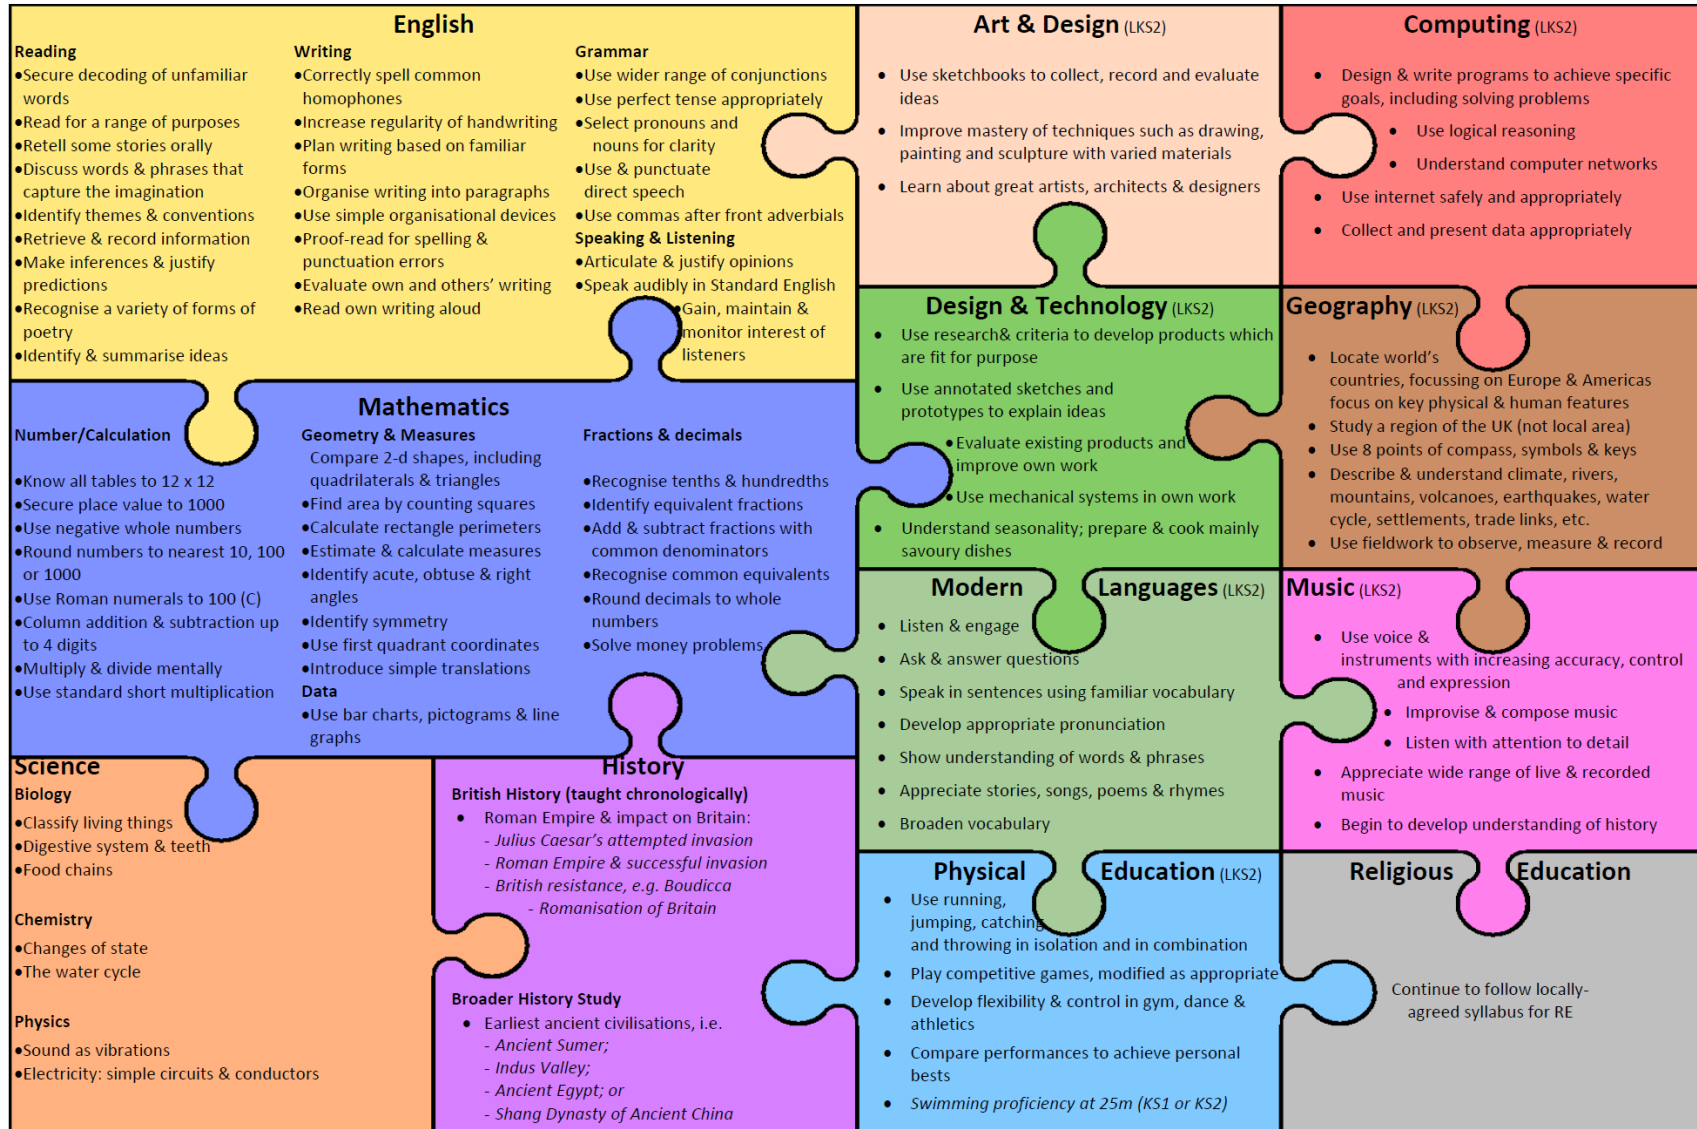 English
Reading
•Secure decoding of unfamiliar
words
•Read for a range of purposes
•Retell some stories orally
•Discuss words & phrases that
capture the imagination
•Identify themes & conventions
•Retrieve & record information
•Make inferences & justify
predictions
•Recognise a variety of forms of
poetry
•Identify & summarise ideas
Writing
•Correctly spell common
homophones
•Increase regularity of handwriting
•Plan writing based on familiar
forms
•Organise writing into paragraphs
•Use simple organisational devices
•Proof-read for spelling &
punctuation errors
•Evaluate own and others’ writing
•Read own writing aloud
Grammar
•Use wider range of conjunctions
•Use perfect tense appropriately
•Select pronouns and
nouns for clarity
•Use & punctuate
direct speech
•Use commas after front adverbials
Speaking & Listening
•Articulate & justify opinions
•Speak audibly in Standard English
•Gain, maintain &
monitor interest of
listeners
Art & Design (LKS2)
• Use sketchbooks to collect, record and evaluate
ideas
• Improve mastery of techniques such as drawing,
painting and sculpture with varied materials
• Learn about great artists, architects & designers
Computing (LKS2)
• Design & write programs to achieve specific
goals, including solving problems
• Use logical reasoning
• Understand computer networks
• Use internet safely and appropriately
• Collect and present data appropriately
Mathematics
Number/Calculation
•Know all tables to 12 x 12
•Secure place value to 1000
•Use negative whole numbers
•Round numbers to nearest 10, 100
or 1000
•Use Roman numerals to 100 (C)
•Column addition & subtraction up
to 4 digits
•Multiply & divide mentally
•Use standard short multiplication
Geometry & Measures
Compare 2-d shapes, including
quadrilaterals & triangles
•Find area by counting squares
•Calculate rectangle perimeters
•Estimate & calculate measures
•Identify acute, obtuse & right
angles
•Identify symmetry
•Use first quadrant coordinates
•Introduce simple translations
Data
•Use bar charts, pictograms & line
graphs
Fractions & decimals
•Recognise tenths & hundredths
•Identify equivalent fractions
•Add & subtract fractions with
common denominators
•Recognise common equivalents
•Round decimals to whole
numbers
•Solve money problems
Design & Technology (LKS2)
• Use research& criteria to develop products which
are fit for purpose
• Use annotated sketches and
prototypes to explain ideas
•Evaluate existing products and
improve own work
•Use mechanical systems in own work
• Understand seasonality; prepare & cook mainly
savoury dishes
Geography (LKS2)
• Locate world’s
countries, focussing on Europe & Americas
focus on key physical & human features
• Study a region of the UK (not local area)
• Use 8 points of compass, symbols & keys
• Describe & understand climate, rivers,
mountains, volcanoes, earthquakes, water
cycle, settlements, trade links, etc.
• Use fieldwork to observe, measure & record
Modern Languages (LKS2)
• Listen & engage
• Ask & answer questions
• Speak in sentences using familiar vocabulary
• Develop appropriate pronunciation
• Show understanding of words & phrases
• Appreciate stories, songs, poems & rhymes
• Broaden vocabulary
Music (LKS2)
• Use voice &
instruments with increasing accuracy, control
and expression
• Improvise & compose music
• Listen with attention to detail
• Appreciate wide range of live & recorded
music
• Begin to develop understanding of history
Science
Biology
•Classify living things
•Digestive system & teeth
•Food chains
Chemistry
•Changes of state
•The water cycle
Physics
•Sound as vibrations
•Electricity: simple circuits & conductors
History
British History (taught chronologically)
• Roman Empire & impact on Britain:
- Julius Caesar’s attempted invasion
- Roman Empire & successful invasion
- British resistance, e.g. Boudicca
- Romanisation of Britain
Broader History Study
• Earliest ancient civilisations, i.e.
- Ancient Sumer;
- Indus Valley;
- Ancient Egypt; or
- Shang Dynasty of Ancient China
Physical Education (LKS2)
• Use running,
jumping, catching
and throwing in isolation and in combination
• Play competitive games, modified as appropriate
• Develop flexibility & control in gym, dance &
athletics
• Compare performances to achieve personal
bests
• Swimming proficiency at 25m (KS1 or KS2)
Religious Education
Continue to follow locally-
agreed syllabus for RE